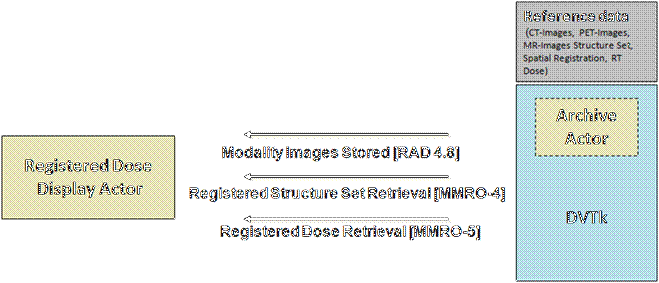 Reference data
(CT-Images, PET-Images,
MR-Images Structure Set,
Spatial Registration, RT
Dose)
Archive
Actor
Modality Images Stored [RAD 4.8]
Registered Dose
Display Actor
Registered Structure Set Retrieval [MMRO-4]
DVTk
Registered Dose Retrieval [MMRO-5]